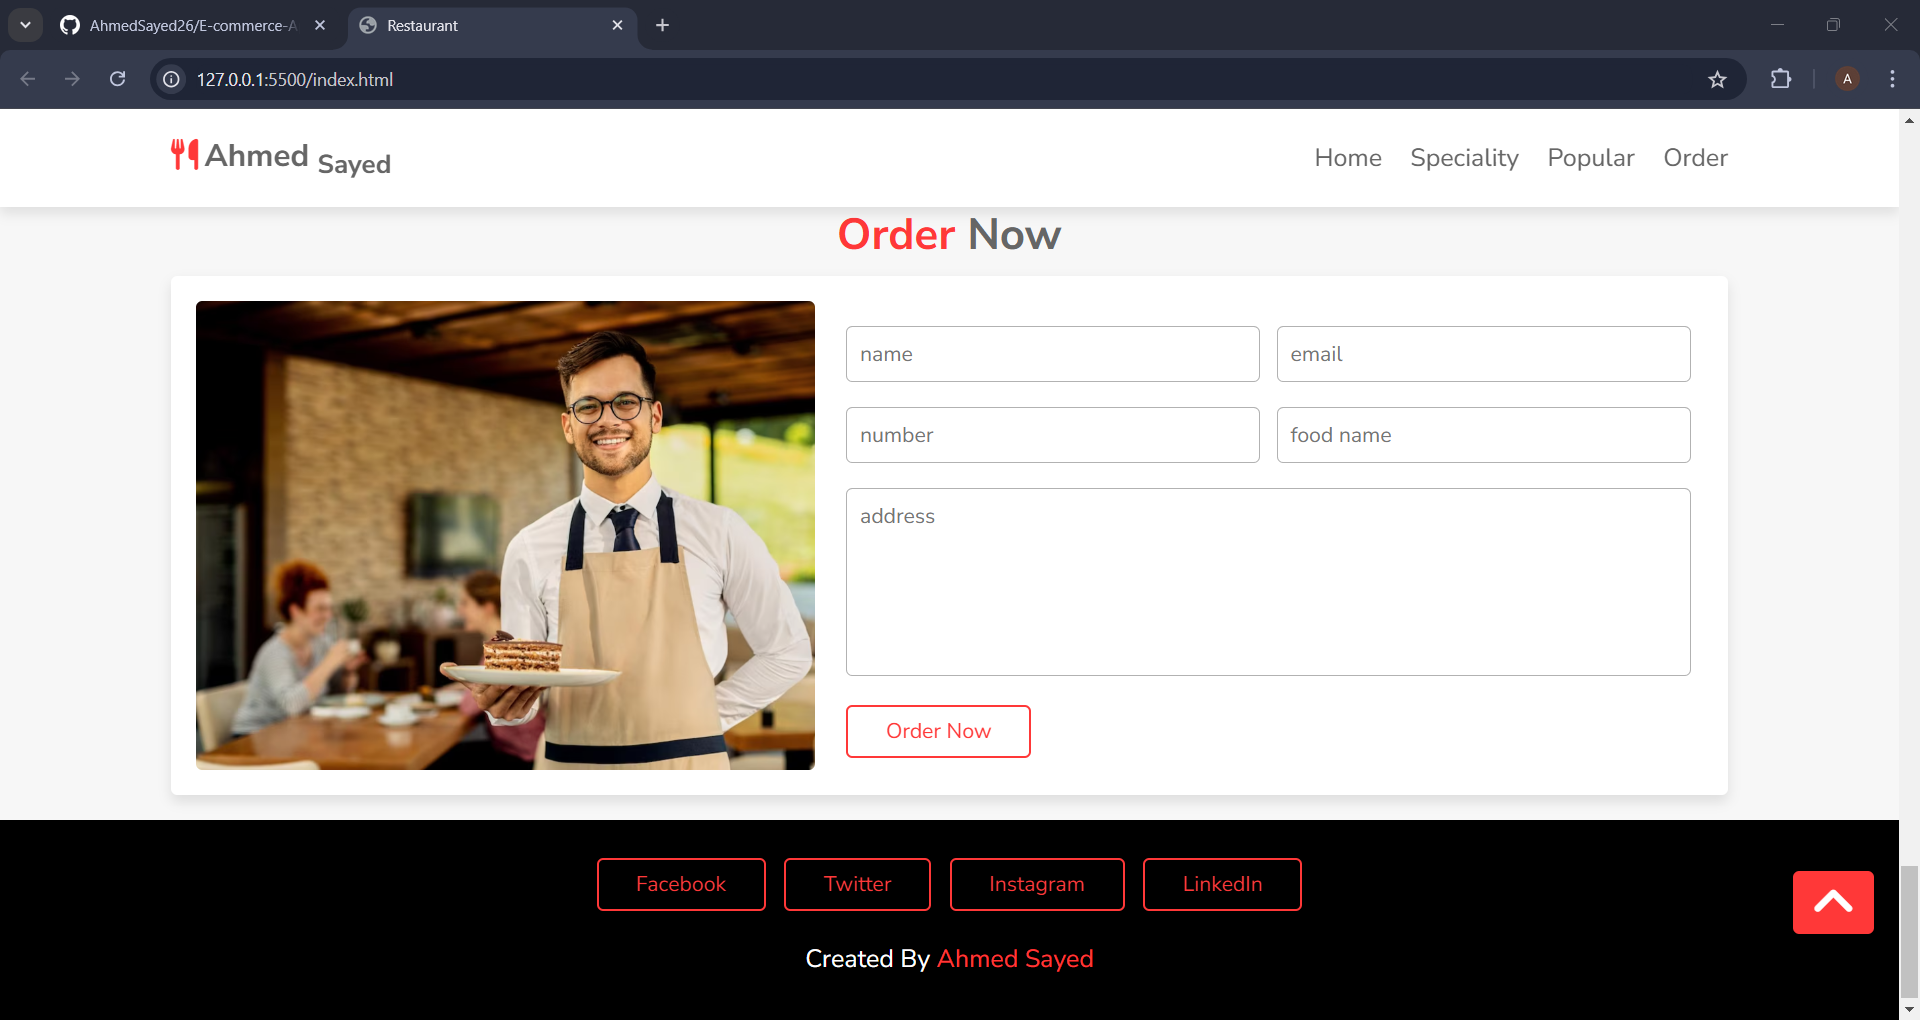 AhmedSayed26/E-commerce-A
Restaurant
127.0.0.1:5500/index.html
A
Ahmed Sayed
Home Speciality Popular Order
Order Now
name email
number food name
address
Order Now
Facebook Twitter Instagram LinkedIn
Created By Ahmed Sayed